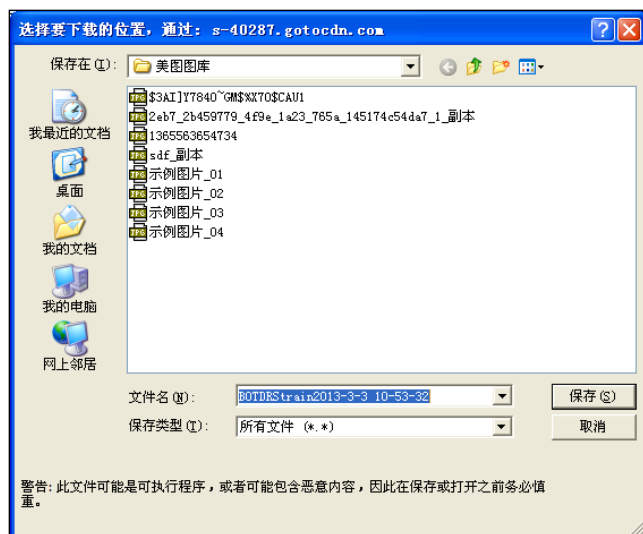 选择要下载的位置，通过: s-40287.gotocdn.com
保存在(I):
美图图库
$3AI]Y784O~GM$%X7O$CAU1
2eb7_2b459779_4f9e_1a23_765a_145174c54da7_1_副本
1365563654734
sdf_副本
示例图片_01
示例图片_02
示例图片_03
示例图片_04
我最近的文档
桌面
我的文档
我的电脑
网上邻居
文件名(N):
BOTDRStrain2013-3-3 10-53-32
保存(S)
保存类型(T):
所有文件 (*.*)
取消
警告: 此文件可能是可执行程序，或者可能包含恶意内容，因此在保存或打开之前务必慎
重。